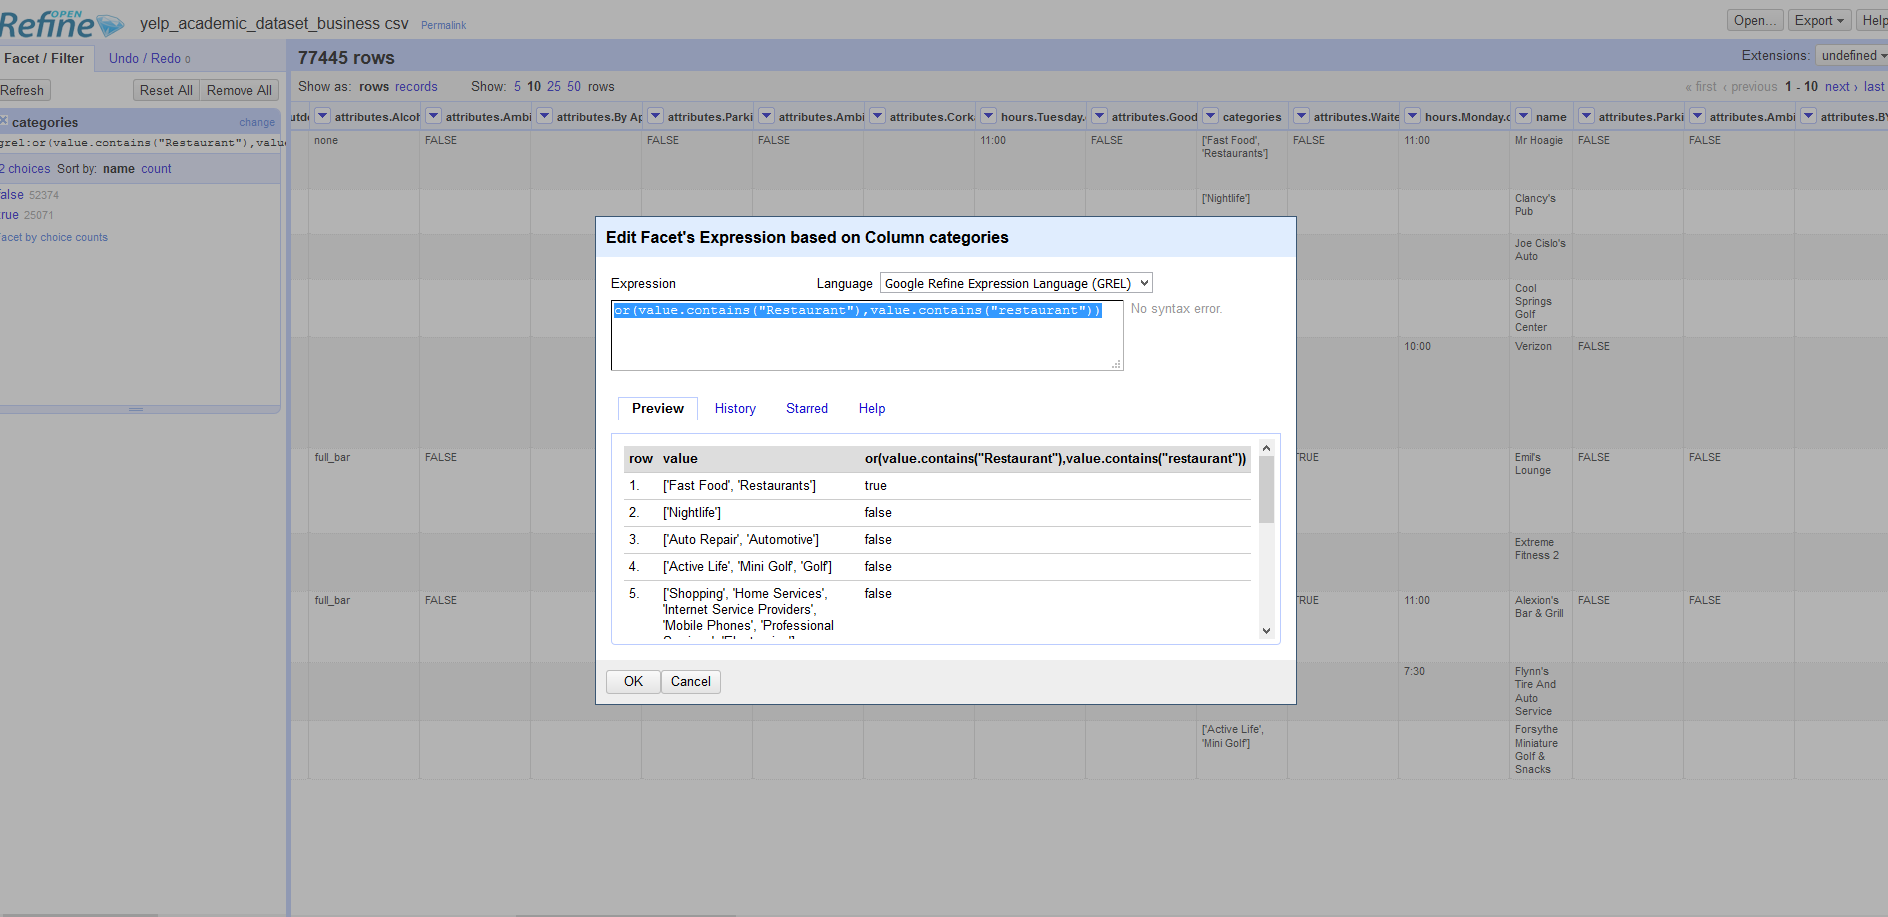 OPEN
Refine
yelp_academic_dataset_business csv Permalink
Open... Export Help
Facet / Filter Undo / Redo 0
77445 rows
Extensions: undefined
Refresh Reset All Remove All
Show as: rows records Show: 5 10 25 50 rows
« first ‹ previous 1 - 10 next › last
categories change
grel:or(value.contains("Restaurant"),value
2 choices Sort by: name count
false 52374
true 25071
facet by choice counts
attributes.Alcoh attributes.Ambi attributes.By Ap attributes.Parki attributes.Ambi attributes.Corka hours.Tuesday. attributes.Good categories attributes.Waite hours.Monday.c name attributes.Parki attributes.Ambi attributes.BY
none FALSE FALSE FALSE 11:00 FALSE ['Fast Food', FALSE 11:00 Mr Hoagie FALSE FALSE
'Restaurants']
['Nightlife'] Clancy's
Pub
Joe Cislo's
Auto
Cool
Springs
Golf
Center
10:00 Verizon FALSE
full_bar FALSE TRUE Emil's FALSE FALSE
Lounge
Extreme
Fitness 2
full_bar FALSE TRUE 11:00 Alexion's FALSE FALSE
Bar & Grill
7:30 Flynn's
Tire And
Auto
Service
['Active Life', Forsythe
'Mini Golf'] Miniature
Golf &
Snacks
Edit Facet's Expression based on Column categories
Expression Language Google Refine Expression Language (GREL)
or(value.contains("Restaurant"),value.contains("restaurant"))
No syntax error.
Preview History Starred Help
row value or(value.contains("Restaurant"),value.contains("restaurant"))
1. ['Fast Food', 'Restaurants'] true
2. ['Nightlife'] false
3. ['Auto Repair', 'Automotive'] false
4. ['Active Life', 'Mini Golf', 'Golf'] false
5. ['Shopping', 'Home Services', false
'Internet Service Providers',
'Mobile Phones', 'Professional
OK Cancel